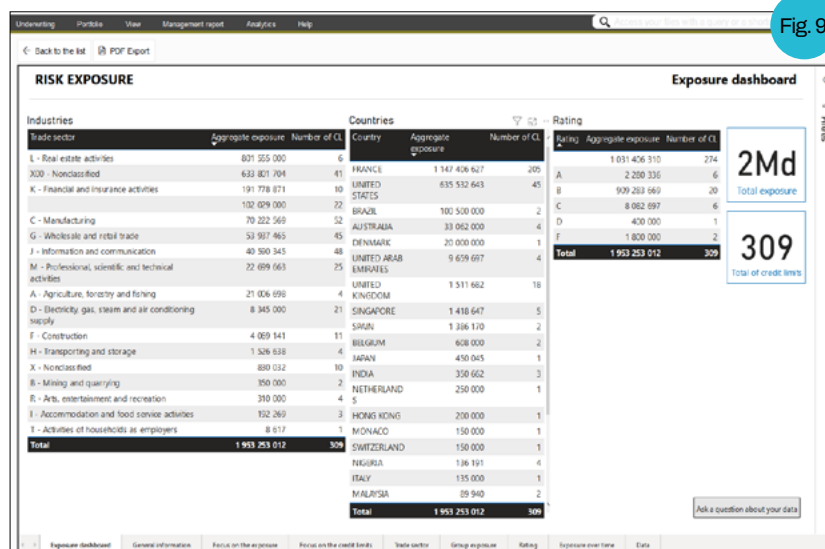 Fig. 9
Underwriting Portfolio View Management report Analytics Help
Access your files with a query or a short
Back to the list PDF Export
RISK EXPOSURE
Exposure dashboard
Industries
Trade sector Aggregate exposure Number of CL
L - Real estate activities 801 555 000 6
X00 - Nonclassified 633 801 704 41
K - Financial and insurance activities 191 778 871 10
102 029 000 22
C - Manufacturing 70 222 569 52
G - Wholesale and retail trade 53 987 465 45
J - Information and communication 40 590 345 48
M - Professional, scientific and technical
activities 22 699 663 25
A - Agriculture, forestry and fishing 21 006 698 4
D - Electricity, gas, steam and air conditioning
supply 8 345 000 21
F - Construction 4 069 141 11
H - Transporting and storage 1 526 638 4
X - Nonclassified 830 032 10
B - Mining and quarrying 350 000 2
R - Arts, entertainment and recreation 310 000 4
I - Accommodation and food service activities 192 269 3
T - Activities of households as employers 8 617 1
Total 1 953 253 012 309
Countries
Country Aggregate
exposure Number of CL
FRANCE 1 147 406 627 205
UNITED
STATES 635 532 643 45
BRAZIL 100 500 000 2
AUSTRALIA 33 062 000 4
DENMARK 20 000 000 1
UNITED ARAB
EMIRATES 9 659 697 4
UNITED
KINGDOM 1 511 682 18
SINGAPORE 1 418 647 5
SPAIN 1 386 170 2
BELGIUM 608 000 2
JAPAN 450 045 1
INDIA 350 662 3
NETHERLAND
S 250 000 1
HONG KONG 200 000 1
MONACO 150 000 1
SWITZERLAND 150 000 1
NIGERIA 136 191 4
ITALY 135 000 1
MALAYSIA 89 940 2
Total 1 953 253 012 309
Rating
Rating Aggregate exposure Number of CL
1 031 406 310 274
A 2 280 336 6
B 909 283 669 20
C 8 082 697 6
D 400 000 1
F 1 800 000 2
Total 1 953 253 012 309
2Md
Total exposure
309
Total of credit limits
Ask a question about your data
Exposure dashboard General information Focus on the exposure Focus on the credit limits Trade sector Group exposure Rating Exposure over time Data